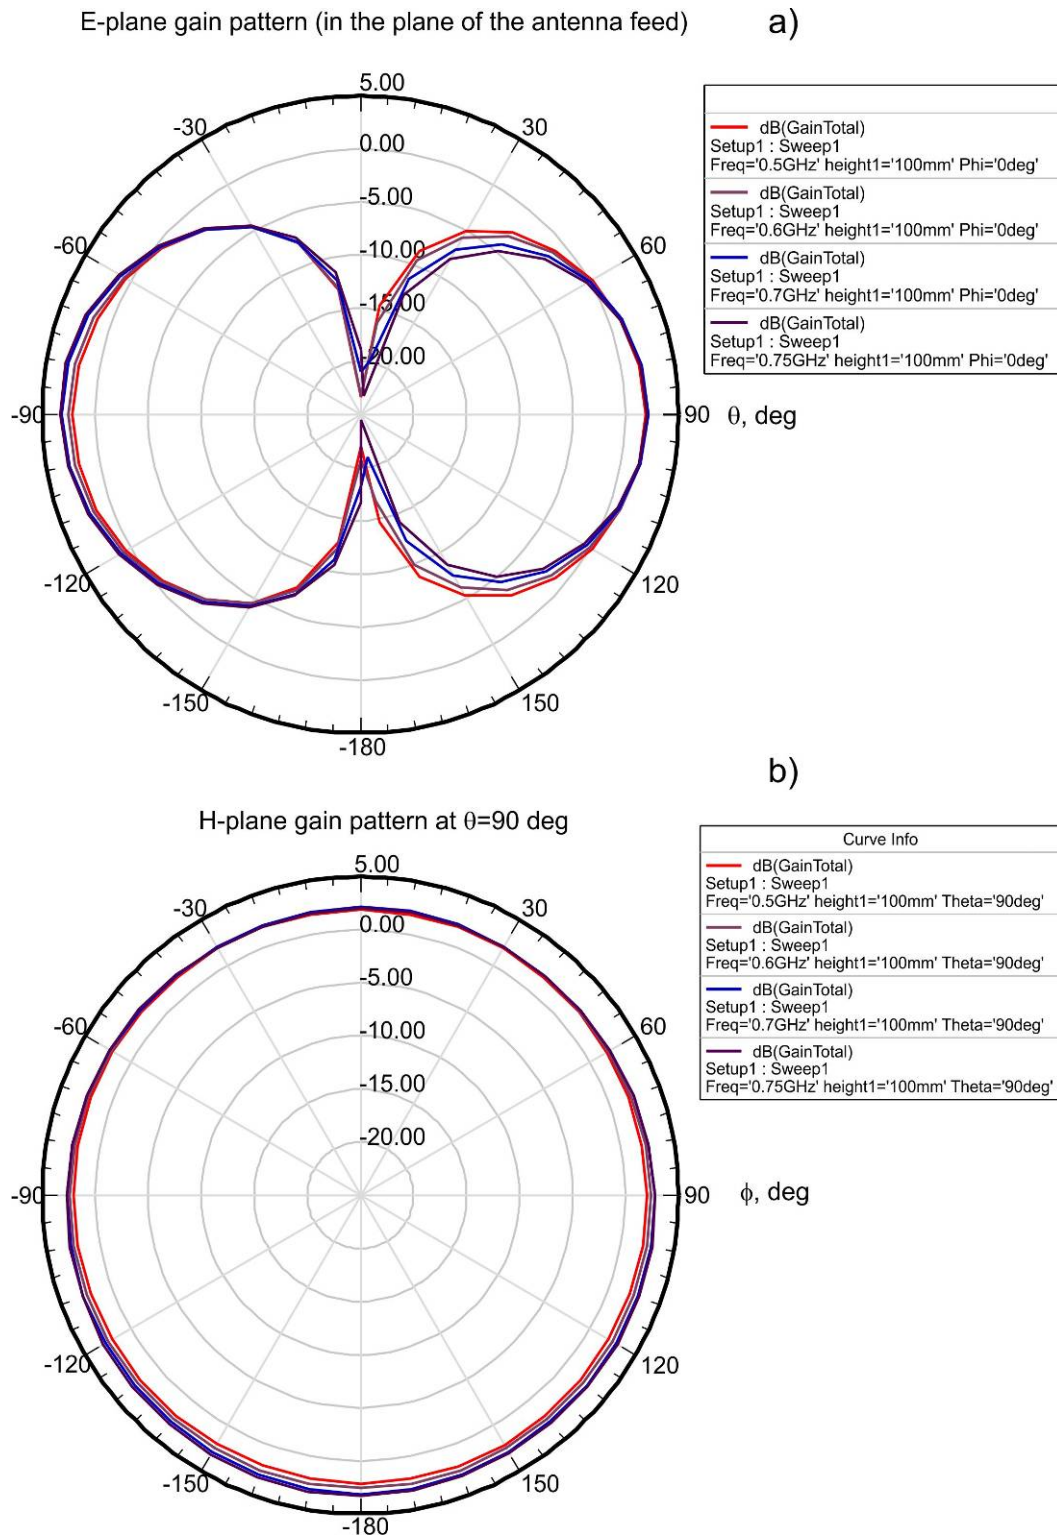 E-plane gain pattern (in the plane of the antenna feed)
a)
5.00
-30
30
0.00
-5.00
-60
60
-10.00
-15.00
-20.00
-90
90
θ, deg
-120
120
-150
150
-180
dB(GainTotal)
Setup1 : Sweep1
Freq='0.5GHz' height1='100mm' Phi='0deg'
dB(GainTotal)
Setup1 : Sweep1
Freq='0.6GHz' height1='100mm' Phi='0deg'
dB(GainTotal)
Setup1 : Sweep1
Freq='0.7GHz' height1='100mm' Phi='0deg'
dB(GainTotal)
Setup1 : Sweep1
Freq='0.75GHz' height1='100mm' Phi='0deg'
b)
H-plane gain pattern at θ=90 deg
5.00
-30
30
0.00
-5.00
-60
60
-10.00
-15.00
-20.00
-90
90
ϕ, deg
-120
120
-150
150
-180
Curve Info
dB(GainTotal)
Setup1 : Sweep1
Freq='0.5GHz' height1='100mm' Theta='90deg'
dB(GainTotal)
Setup1 : Sweep1
Freq='0.6GHz' height1='100mm' Theta='90deg'
dB(GainTotal)
Setup1 : Sweep1
Freq='0.7GHz' height1='100mm' Theta='90deg'
dB(GainTotal)
Setup1 : Sweep1
Freq='0.75GHz' height1='100mm' Theta='90deg'